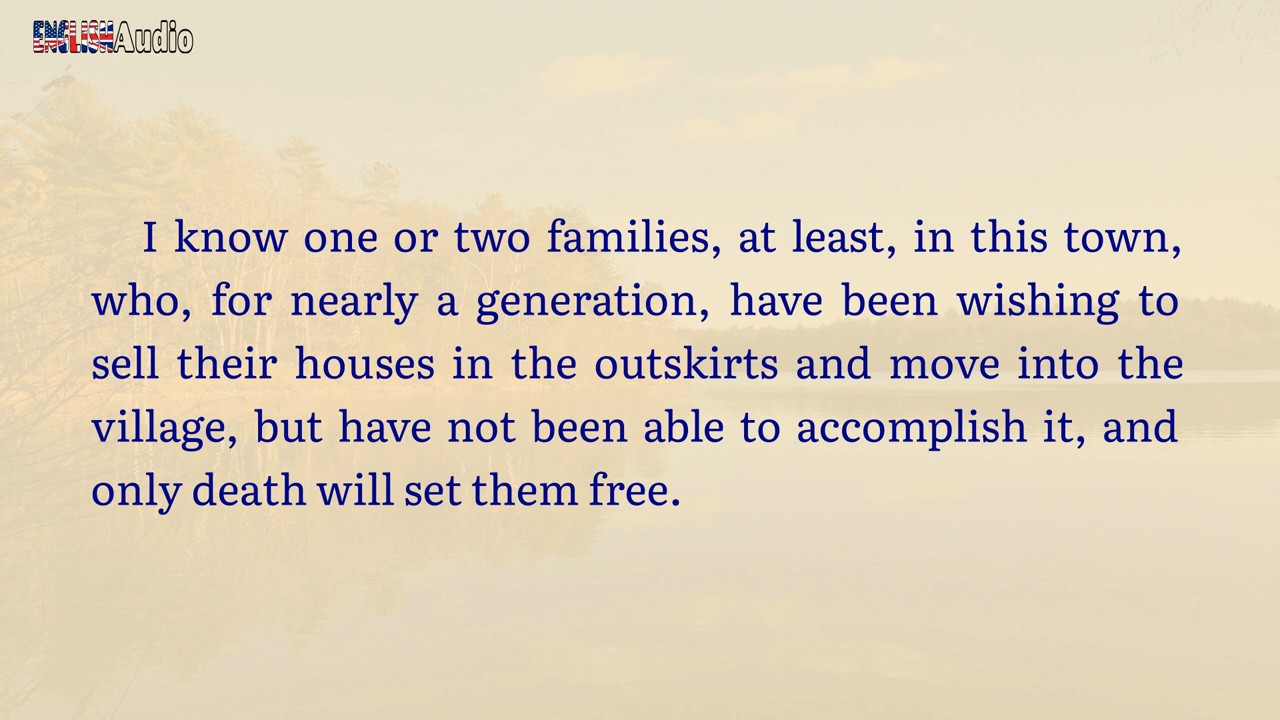 ENGLISHAudio
I know one or two families, at least, in this town,
who, for nearly a generation, have been wishing to
sell their houses in the outskirts and move into the
village, but have not been able to accomplish it, and
only death will set them free.